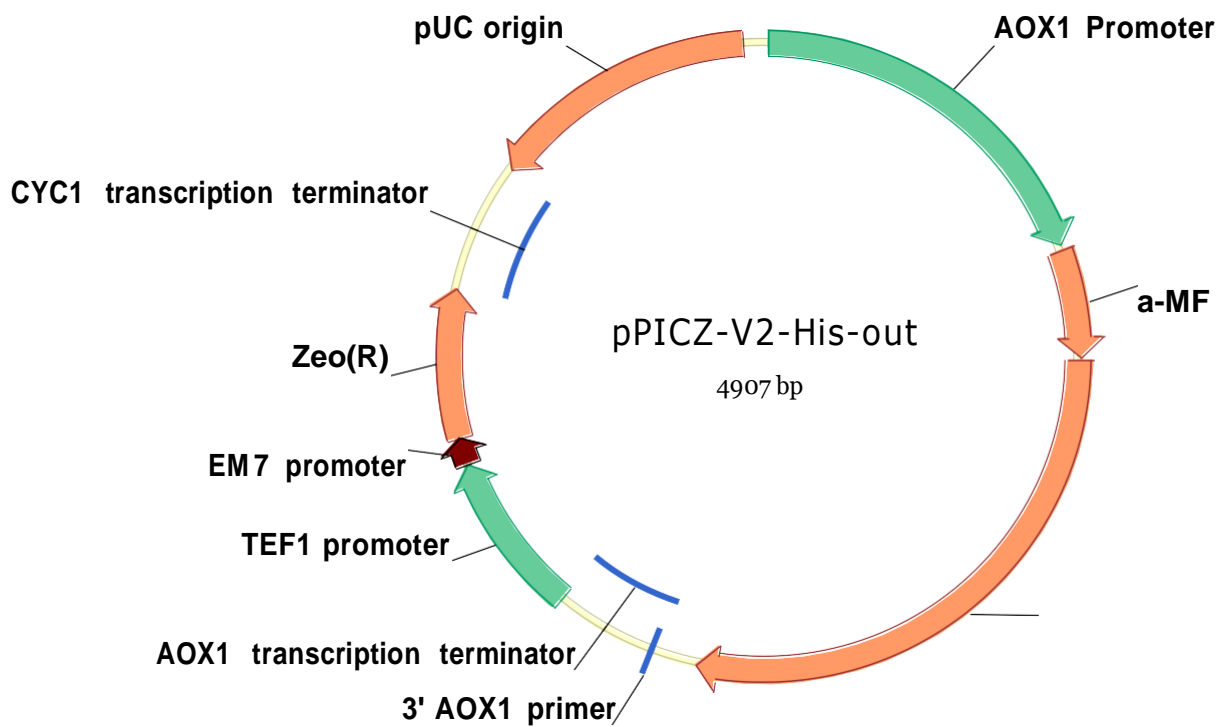 pUC origin
AOX1 Promoter
CYC1 transcription terminator
a-MF
pPICZ-V2-His-out
4907 bp
Zeo(R)
EM7 promoter
TEF1 promoter
AOX1 transcription terminator
3' AOX1 primer